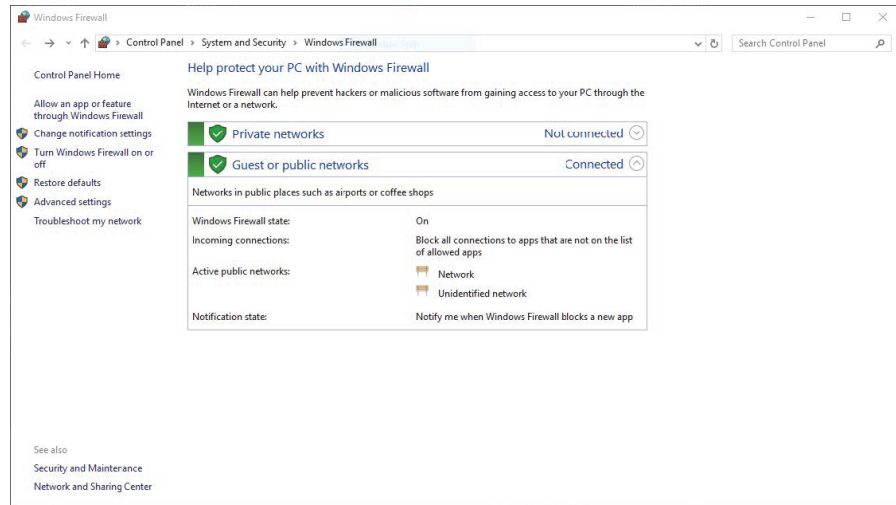 Windows Firewall
Control Panel > System and Security > Windows Firewall
Search Control Panel
Control Panel Home
Allow an app or feature
through Windows Firewall
Change notification settings
Turn Windows Firewall on or
off
Restore defaults
Advanced settings
Troubleshoot my network
See also
Security and Maintenance
Network and Sharing Center
Help protect your PC with Windows Firewall
Windows Firewall can help prevent hackers or malicious software from gaining access to your PC through the
Internet or a network.
Private networks Not connected
Guest or public networks Connected
Networks in public places such as airports or coffee shops
Windows Firewall state: On
Incoming connections: Block all connections to apps that are not on the list
of allowed apps
Active public networks: Network
Unidentified network
Notification state: Notify me when Windows Firewall blocks a new app